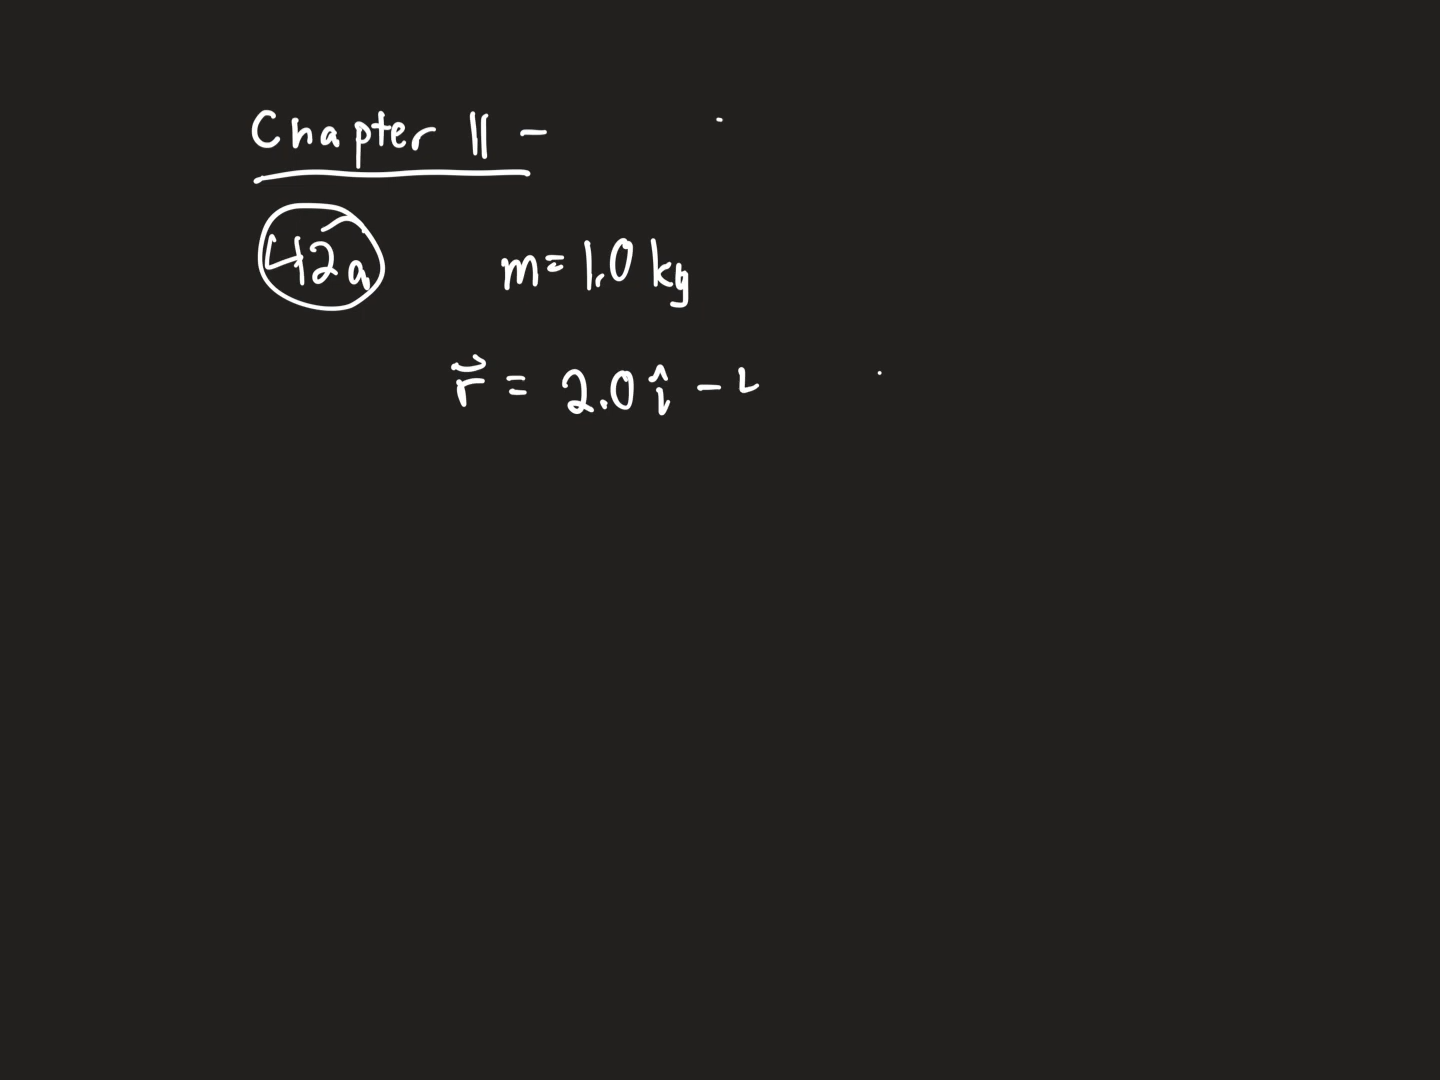 Chapter 11 -
42a m = 1.0 kg
r⃗ = 2.0 î -